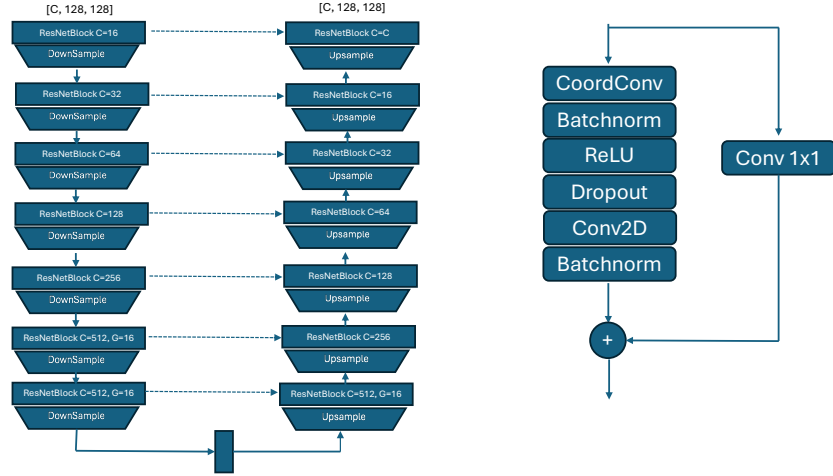 [C, 128, 128]
ResNetBlock C=16
DownSample
ResNetBlock C=32
DownSample
ResNetBlock C=64
DownSample
ResNetBlock C=128
DownSample
ResNetBlock C=256
DownSample
ResNetBlock C=512, G=16
DownSample
ResNetBlock C=512, G=16
DownSample
[C, 128, 128]
ResNetBlock C=C
Upsample
ResNetBlock C=16
Upsample
ResNetBlock C=32
Upsample
ResNetBlock C=64
Upsample
ResNetBlock C=128
Upsample
ResNetBlock C=256
Upsample
ResNetBlock C=512, G=16
Upsample
CoordConv
Batchnorm
ReLU
Dropout
Conv2D
Batchnorm
+
Conv 1x1